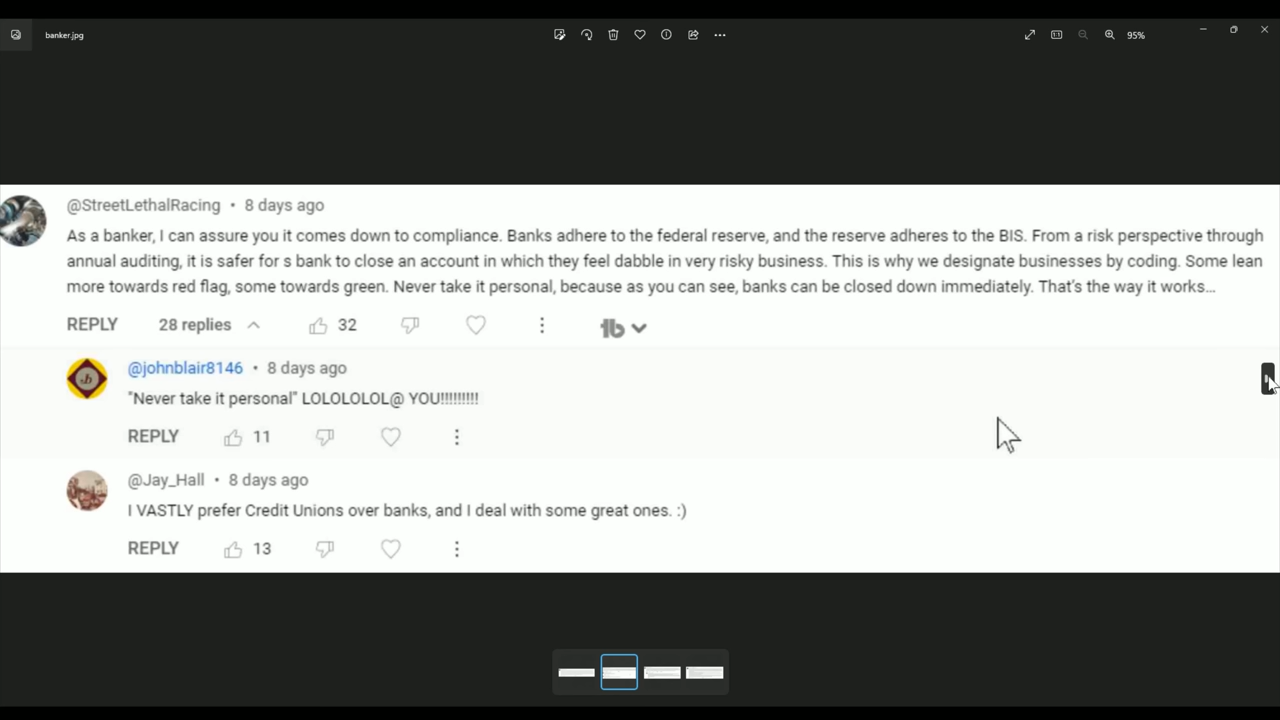 banker.jpg
95%
@StreetLethalRacing • 8 days ago
As a banker, I can assure you it comes down to compliance. Banks adhere to the federal reserve, and the reserve adheres to the BIS. From a risk perspective through
annual auditing, it is safer for s bank to close an account in which they feel dabble in very risky business. This is why we designate businesses by coding. Some lean
more towards red flag, some towards green. Never take it personal, because as you can see, banks can be closed down immediately. That's the way it works...
REPLY 28 replies 32 tb
@johnblair8146 • 8 days ago
"Never take it personal" LOLOLOLOL@ YOU!!!!!!!!!
REPLY 11
@Jay_Hall • 8 days ago
I VASTLY prefer Credit Unions over banks, and I deal with some great ones. :)
REPLY 13